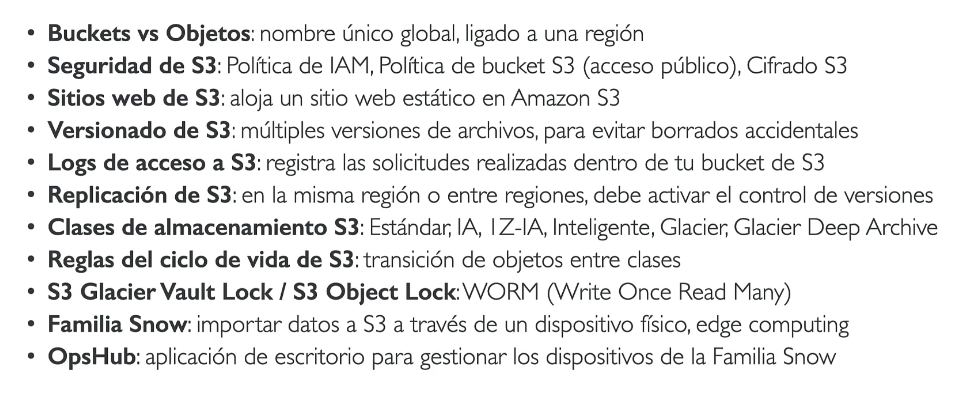 • Buckets vs Objetos: nombre único global, ligado a una región
• Seguridad de S3: Política de IAM, Política de bucket S3 (acceso público), Cifrado S3
• Sitios web de S3: aloja un sitio web estático en Amazon S3
• Versionado de S3: múltiples versiones de archivos, para evitar borrados accidentales
• Logs de acceso a S3: registra las solicitudes realizadas dentro de tu bucket de S3
• Replicación de S3: en la misma región o entre regiones, debe activar el control de versiones
• Clases de almacenamiento S3: Estándar, IA, 1Z-IA, Inteligente, Glacier, Glacier Deep Archive
• Reglas del ciclo de vida de S3: transición de objetos entre clases
• S3 Glacier Vault Lock / S3 Object Lock: WORM (Write Once Read Many)
• Familia Snow: importar datos a S3 a través de un dispositivo físico, edge computing
• OpsHub: aplicación de escritorio para gestionar los dispositivos de la Familia Snow